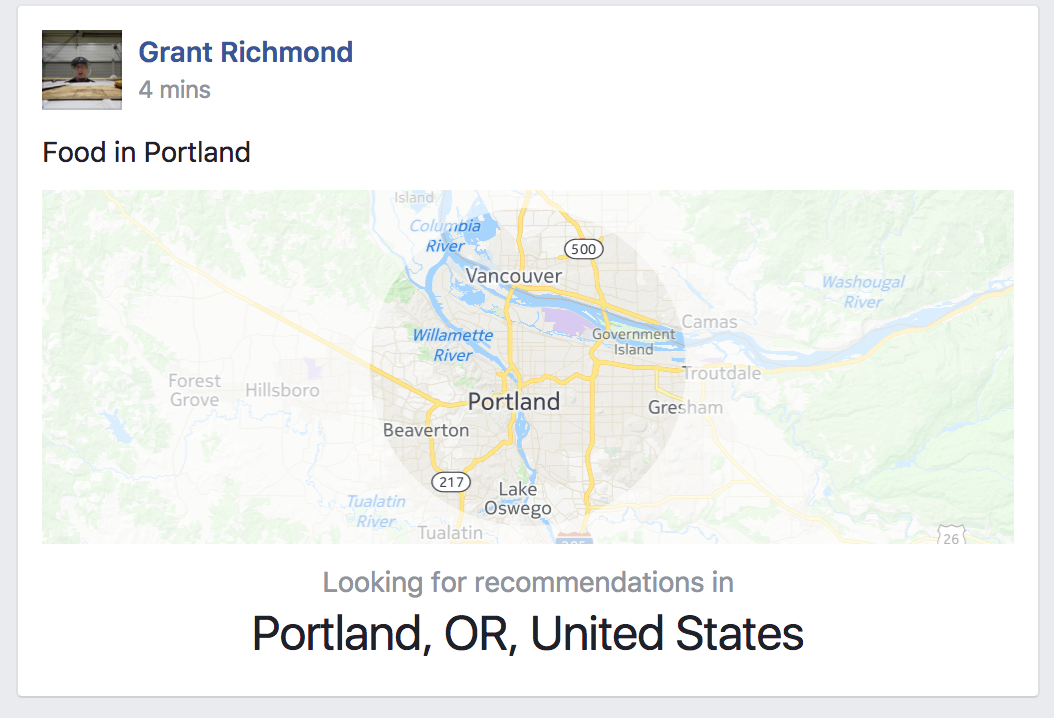 Grant Richmond
4 mins
Food in Portland
Island
Columbia
River
500
Vancouver
Washougal
River
Camas
Willamette
River
Government
Island
Troutdale
Forest
Grove
Hillsboro
Portland
Gresham
Beaverton
217
Lake
Oswego
Tualatin
River
Tualatin
26
Looking for recommendations in
Portland, OR, United States